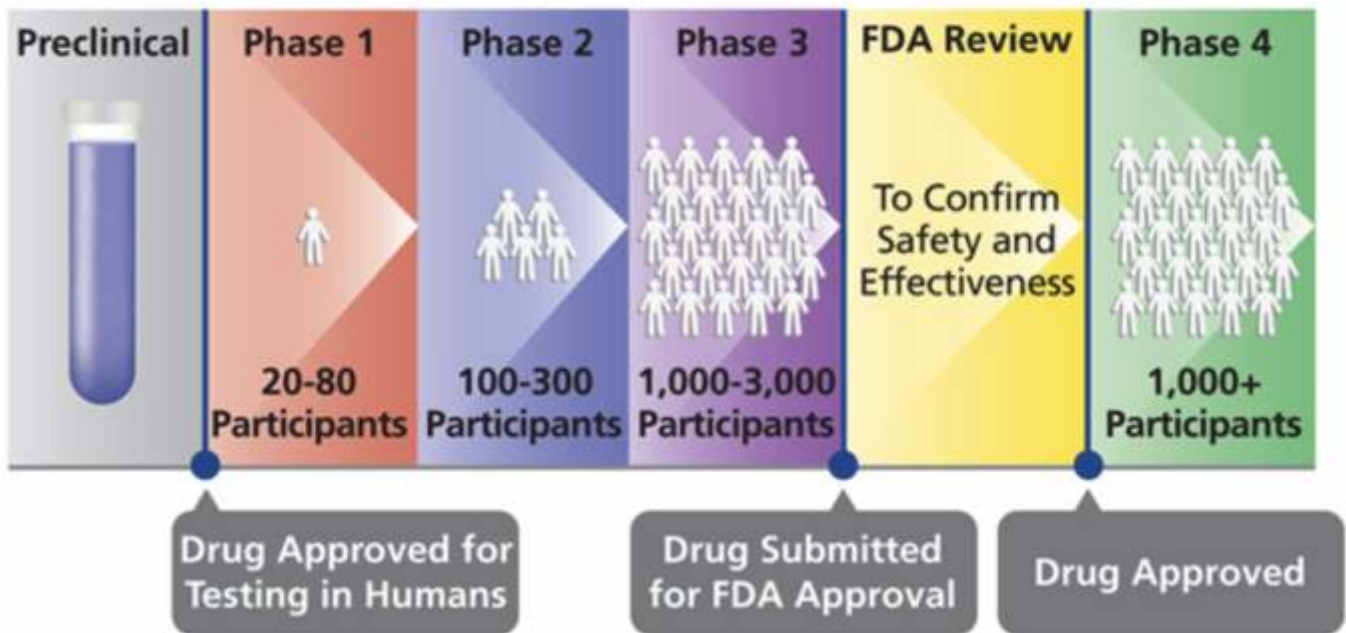 Preclinical
Phase 1
Phase 2
Phase 3
FDA Review
Phase 4
To Confirm
Safety and
Effectiveness
20-80
Participants
100-300
Participants
1,000-3,000
Participants
1,000+
Participants
Drug Approved for
Testing in Humans
Drug Submitted
for FDA Approval
Drug Approved